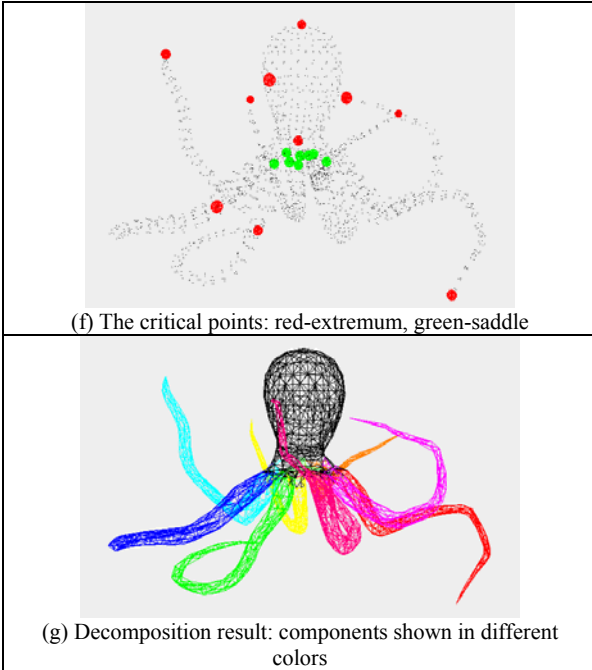 (f) The critical points: red-extremum, green-saddle
(g) Decomposition result: components shown in different
colors